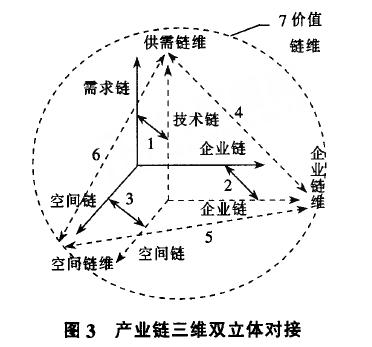 7价值
链维
供需链维
需求链
4
技术链
1
6
企业链
企业链维
2
空间链
3
企业链
5
空间链维
空间链
图3 产业链三维双立体对接